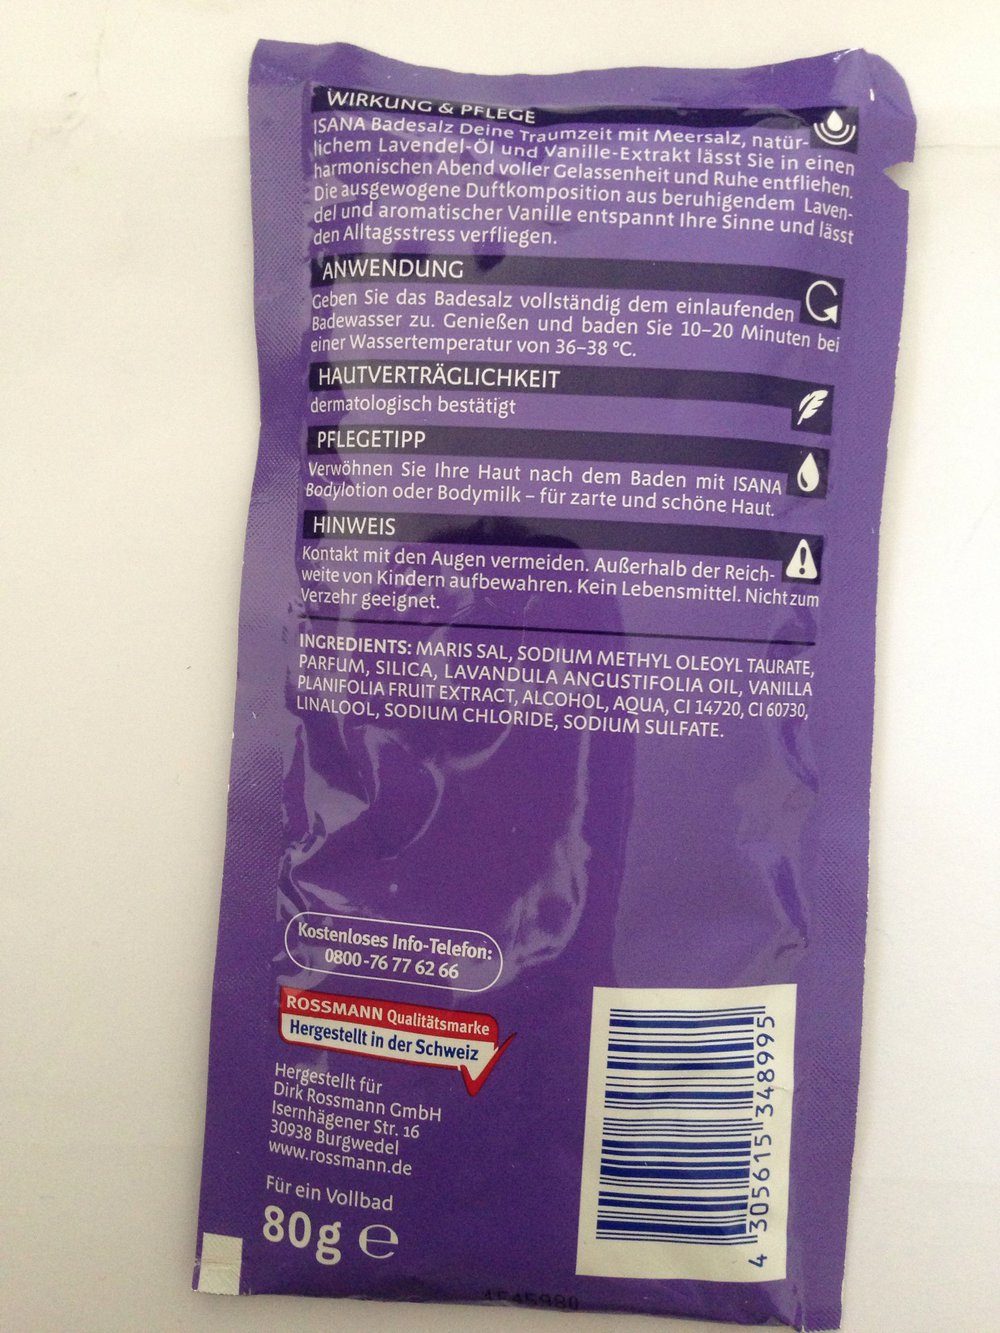 WIRKUNG & PFLEGE
ISANA Badesalz Deine Traumzeit mit Meersalz, natür-
lichem Lavendel-Öl und Vanille-Extrakt lässt Sie in einen
harmonischen Abend voller Gelassenheit und Ruhe entfliehen.
Die ausgewogene Duftkomposition aus beruhigendem Laven-
del und aromatischer Vanille entspannt Ihre Sinne und lässt
den Alltagsstress verfliegen.
ANWENDUNG
Geben Sie das Badesalz vollständig dem einlaufenden
Badewasser zu. Genießen und baden Sie 10–20 Minuten bei
einer Wassertemperatur von 36–38 °C.
HAUTVERTRÄGLICHKEIT
dermatologisch bestätigt
PFLEGETIPP
Verwöhnen Sie Ihre Haut nach dem Baden mit ISANA
Bodylotion oder Bodymilk – für zarte und schöne Haut.
HINWEIS
Kontakt mit den Augen vermeiden. Außerhalb der Reich-
weite von Kindern aufbewahren. Kein Lebensmittel. Nicht zum
Verzehr geeignet.
INGREDIENTS: MARIS SAL, SODIUM METHYL OLEOYL TAURATE,
PARFUM, SILICA, LAVANDULA ANGUSTIFOLIA OIL, VANILLA
PLANIFOLIA FRUIT EXTRACT, ALCOHOL, AQUA, CI 14720, CI 60730,
LINALOOL, SODIUM CHLORIDE, SODIUM SULFATE.
Kostenloses Info-Telefon:
0800-76 77 62 66
ROSSMANN Qualitätsmarke
Hergestellt in der Schweiz
Hergestellt für
Dirk Rossmann GmbH
Isernhägener Str. 16
30938 Burgwedel
www.rossmann.de
Für ein Vollbad
80g ℮
4 305615 348995